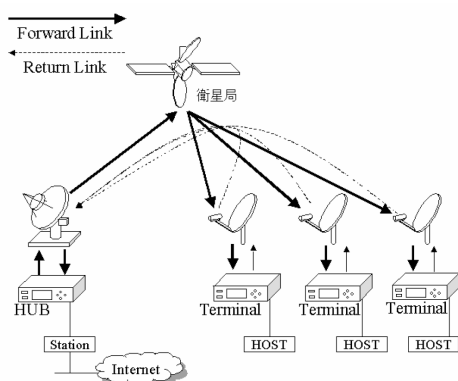 Forward Link
Return Link
衛星局
HUB
Terminal
Terminal
Terminal
Station
HOST
HOST
HOST
Internet